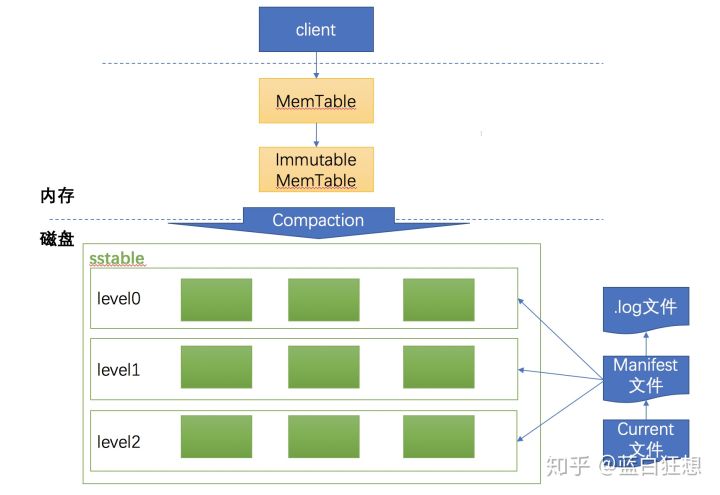 client
MemTable
Immutable
MemTable
内存
Compaction
磁盘
sstable
level0
.log文件
level1
Manifest
文件
level2
Current
文件
知乎 @蓝白狂想